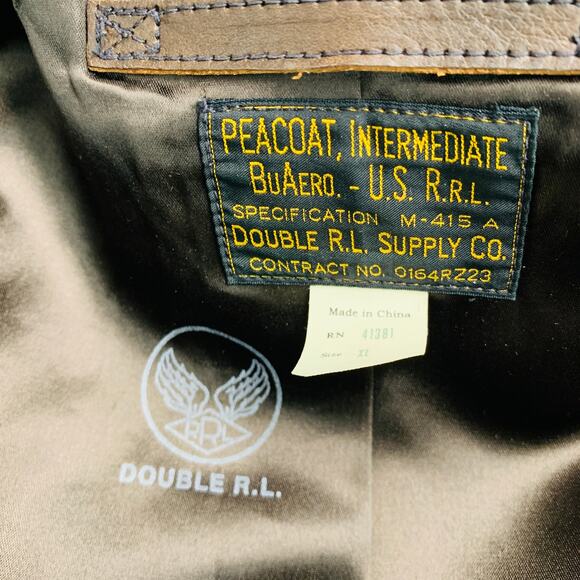 PEACOAT, INTERMEDIATE
BUAERO. - U.S. R.R.L.
SPECIFICATION M-415 A
DOUBLE R.L. SUPPLY CO.
CONTRACT NO. 0164RZ23
Made in China
RN 41381
Size XL
RRL
DOUBLE R.L.